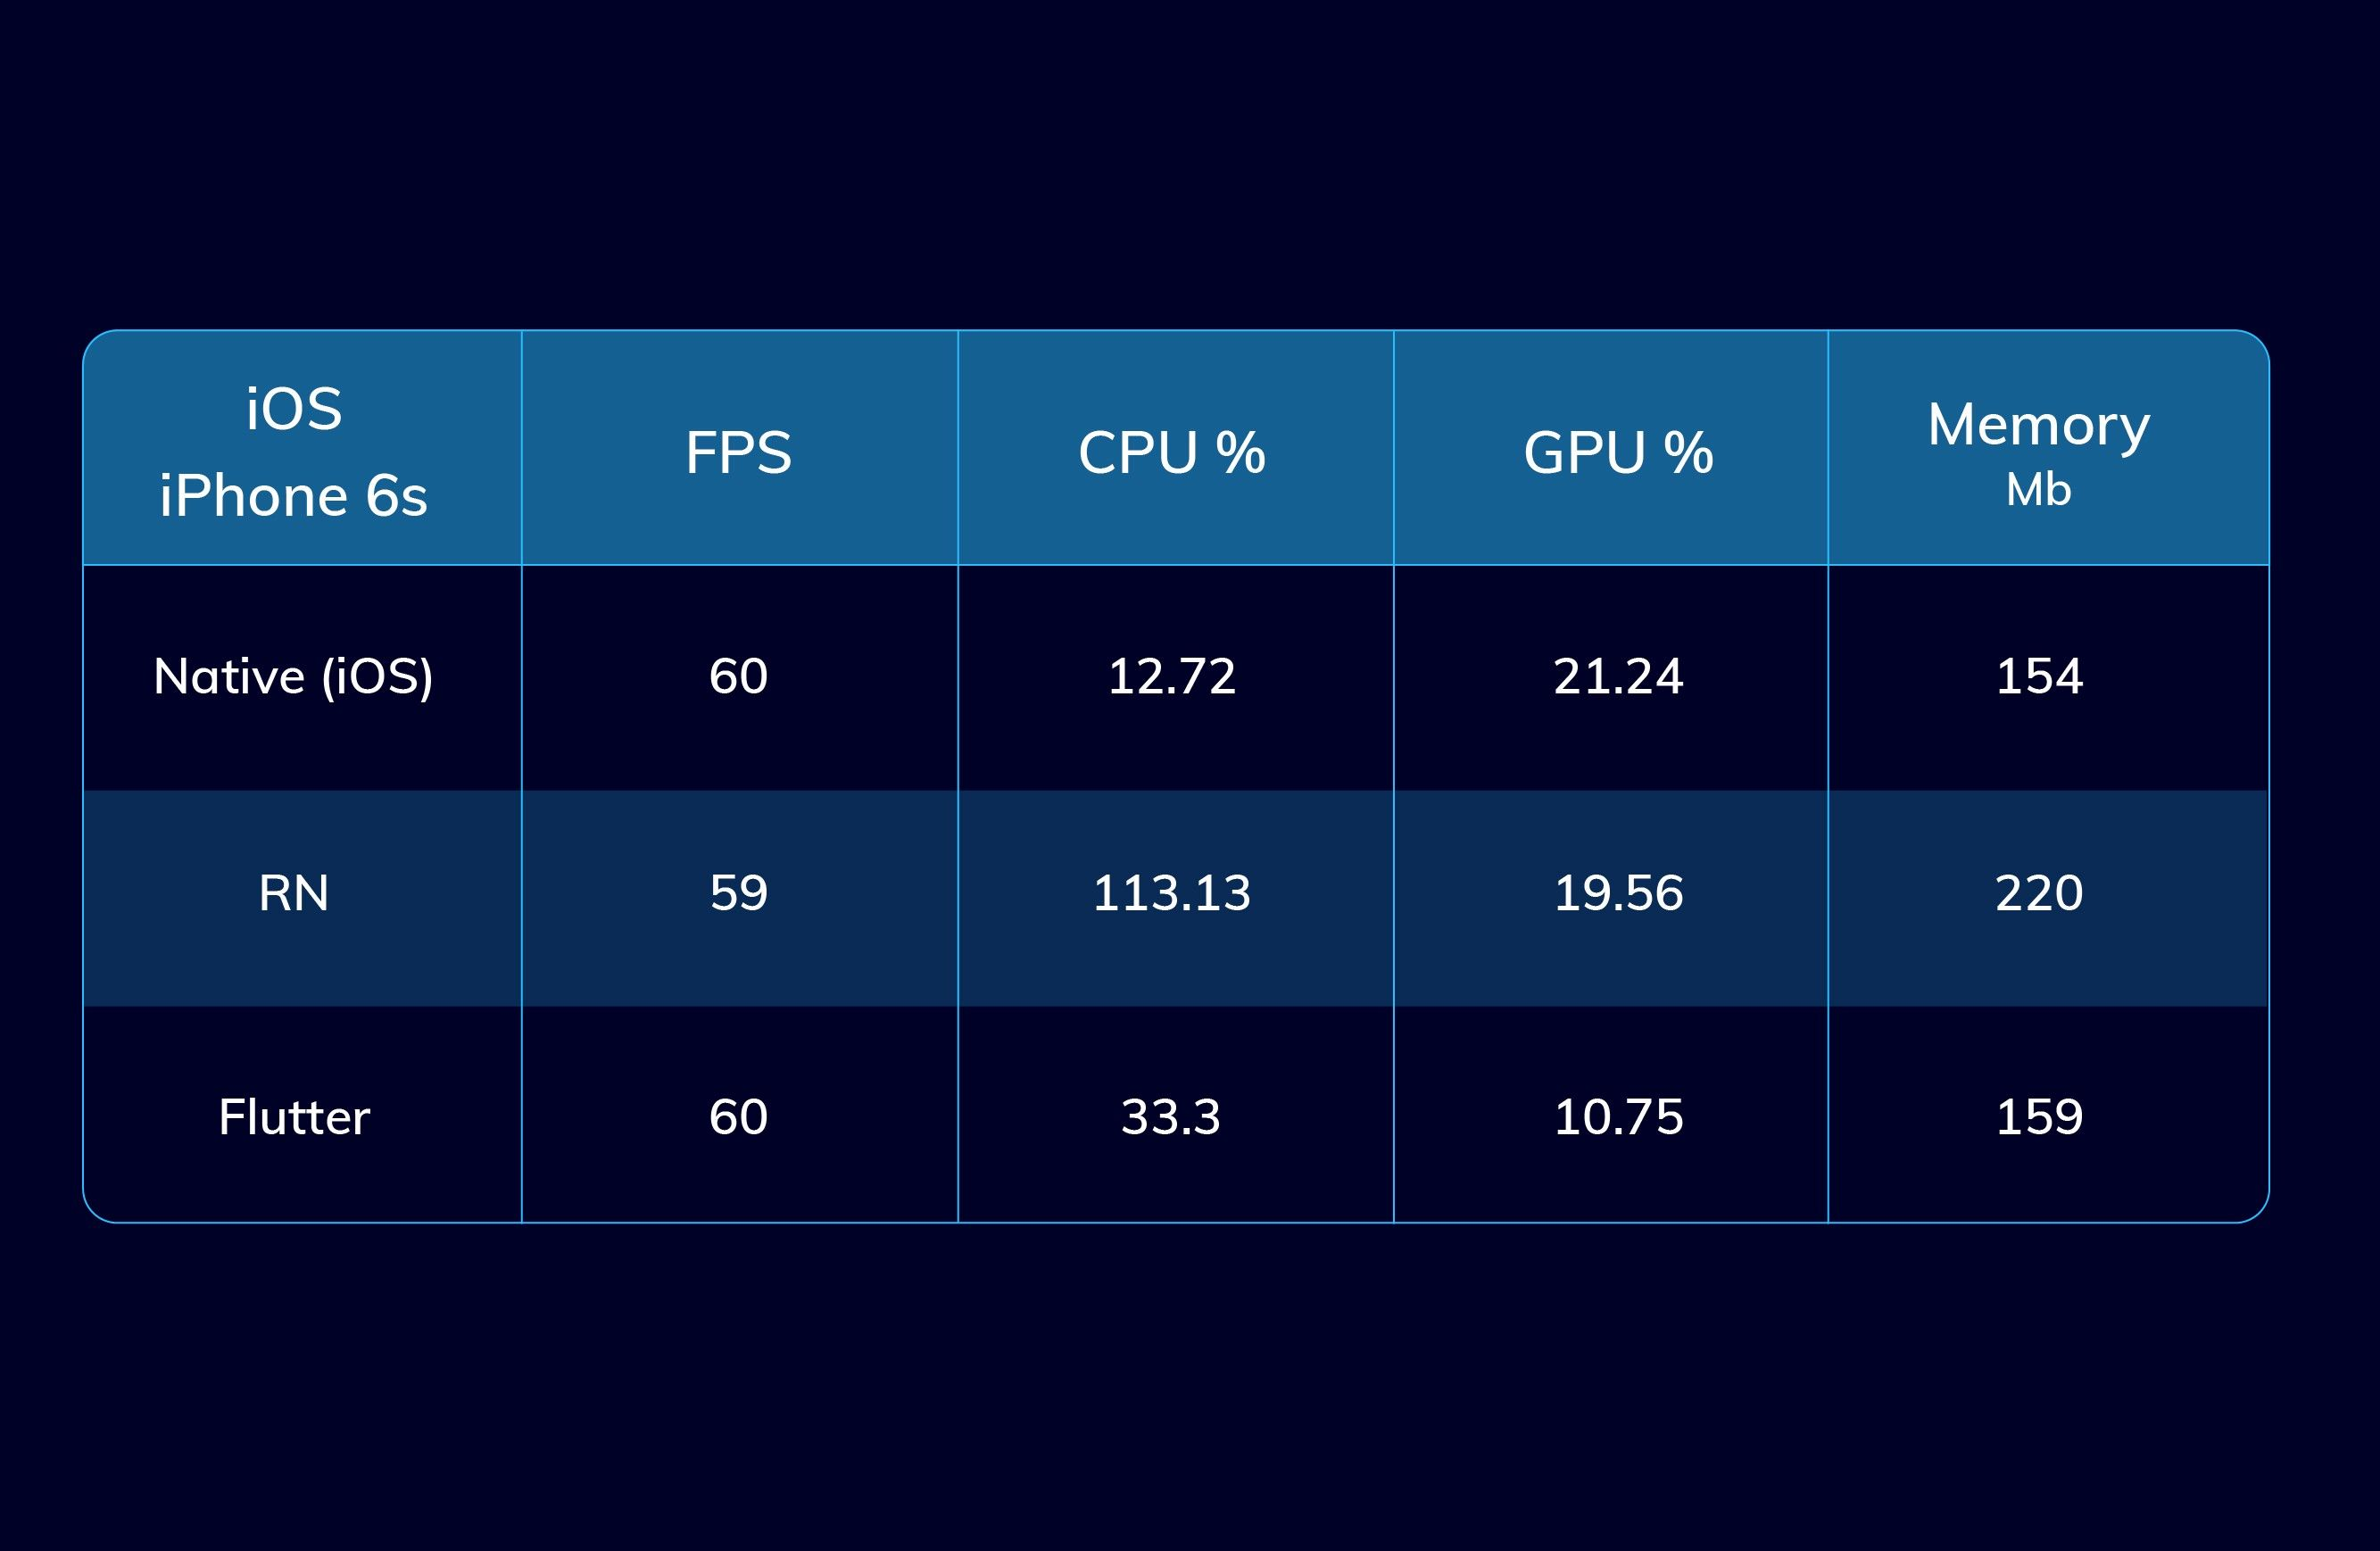 iOS
iPhone 6s
FPS
CPU %
GPU %
Memory
Mb
Native (iOS)
60
12.72
21.24
154
RN
59
113.13
19.56
220
Flutter
60
33.3
10.75
159